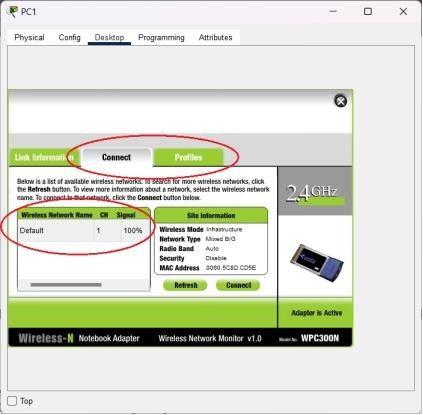 PC1
Physical Config Desktop Programming Attributes
Link Information Connect Profiles
Below is a list of available wireless networks. To search for more wireless networks, click
the Refresh button. To view more information about a network, select the wireless network
name. To connect to that network, click the Connect button below.
2.4GHz
Wireless Network Name CH Signal
Default 1 100%
Site Information
Wireless Mode Infrastructure
Network Type Mixed B/G
Radio Band Auto
Security Disable
MAC Address 0060.5C8D.CD5E
Refresh Connect
Adapter is Active
Wireless-N Notebook Adapter Wireless Network Monitor v1.0 Model No. WPC300N
Top